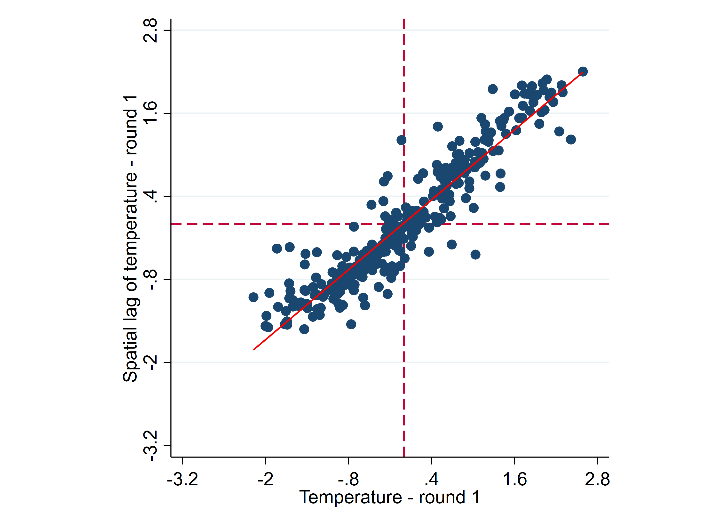 2.8
1.6
.4
-.8
-2
-3.2
Spatial lag of temperature - round 1
-3.2 -2 -.8 .4 1.6 2.8
Temperature - round 1